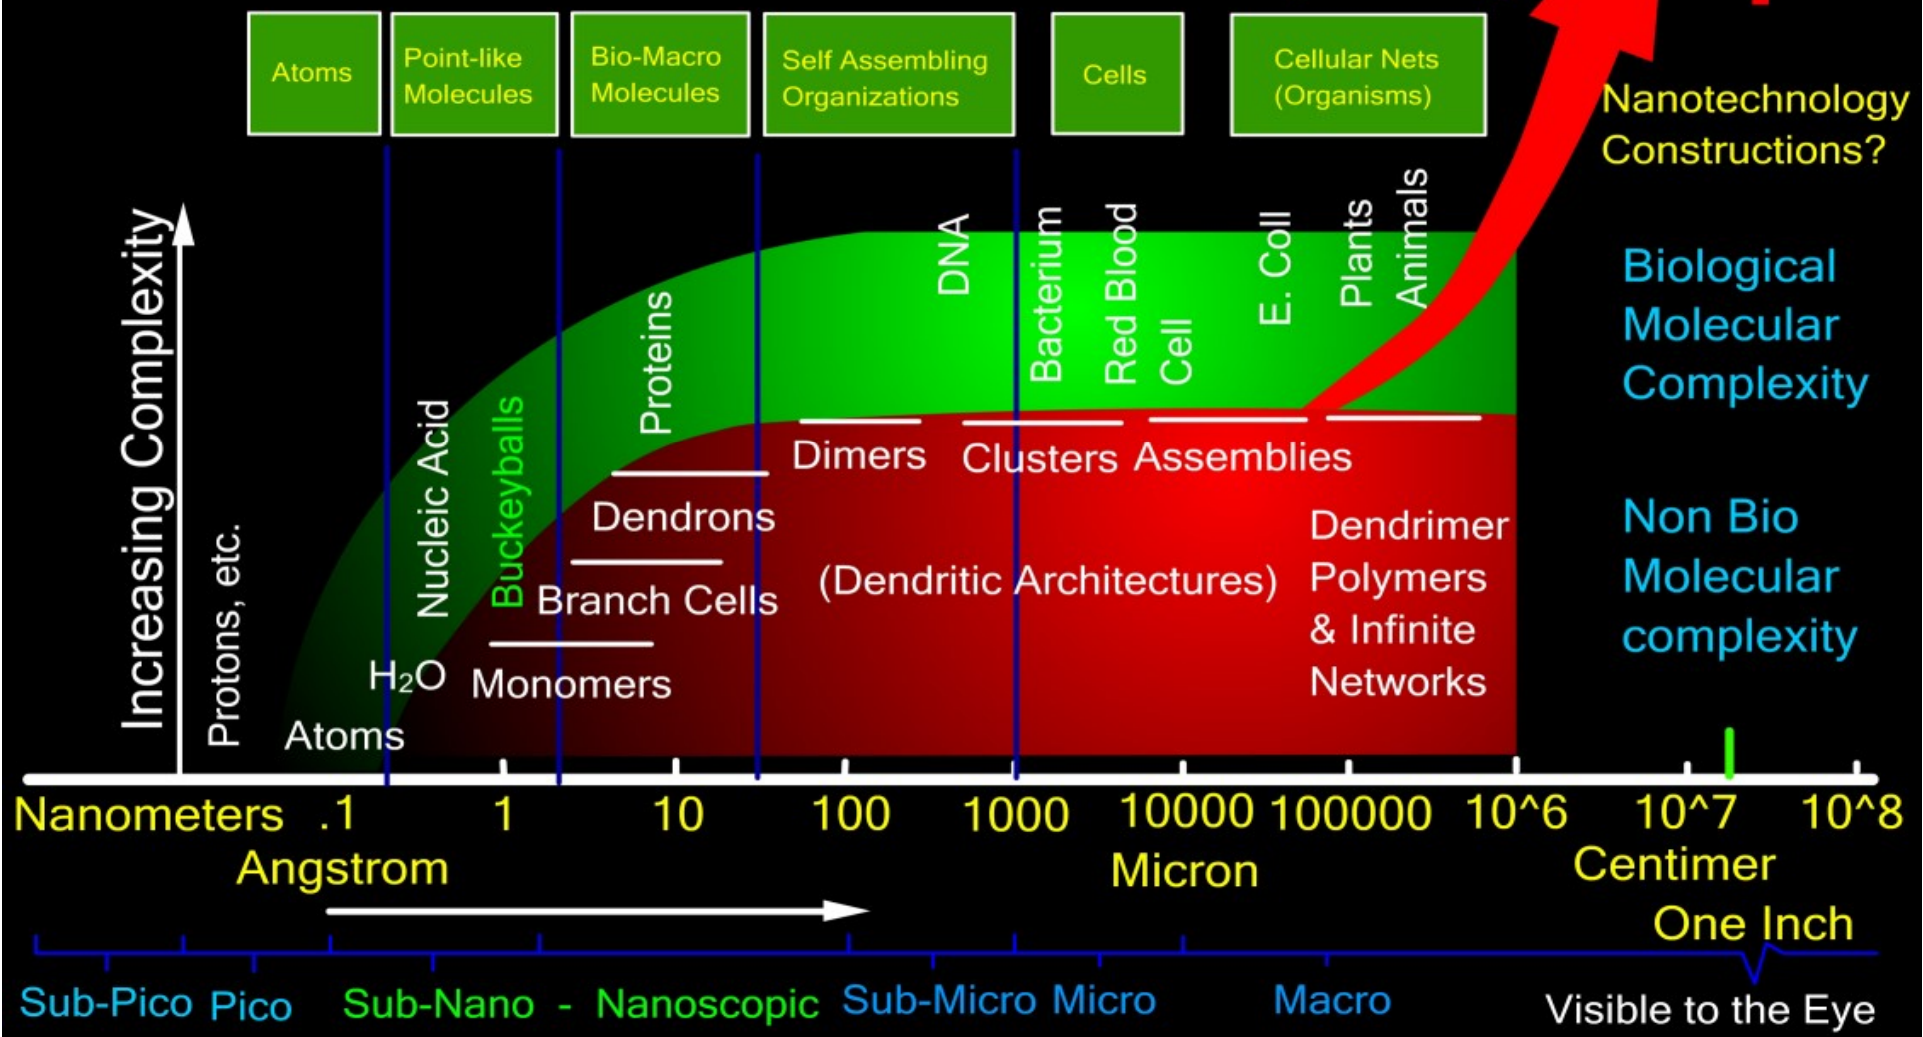 Atoms
Point-like
Molecules
Bio-Macro
Molecules
Self Assembling
Organizations
Cells
Cellular Nets
(Organisms)
Nanotechnology
Constructions?
Increasing Complexity
Protons, etc.
Atoms
H₂O
Nucleic Acid
Buckeyballs
Proteins
DNA
Bacterium
Red Blood
Cell
E. Coll
Plants
Animals
Biological
Molecular
Complexity
Dimers
Clusters
Assemblies
Dendrons
Branch Cells
Monomers
(Dendritic Architectures)
Dendrimer
Polymers
& Infinite
Networks
Non Bio
Molecular
complexity
Nanometers .1 1 10 100 1000 10000 100000 10^6 10^7 10^8
Angstrom Micron Centimer
One Inch
Sub-Pico Pico Sub-Nano - Nanoscopic Sub-Micro Micro Macro Visible to the Eye